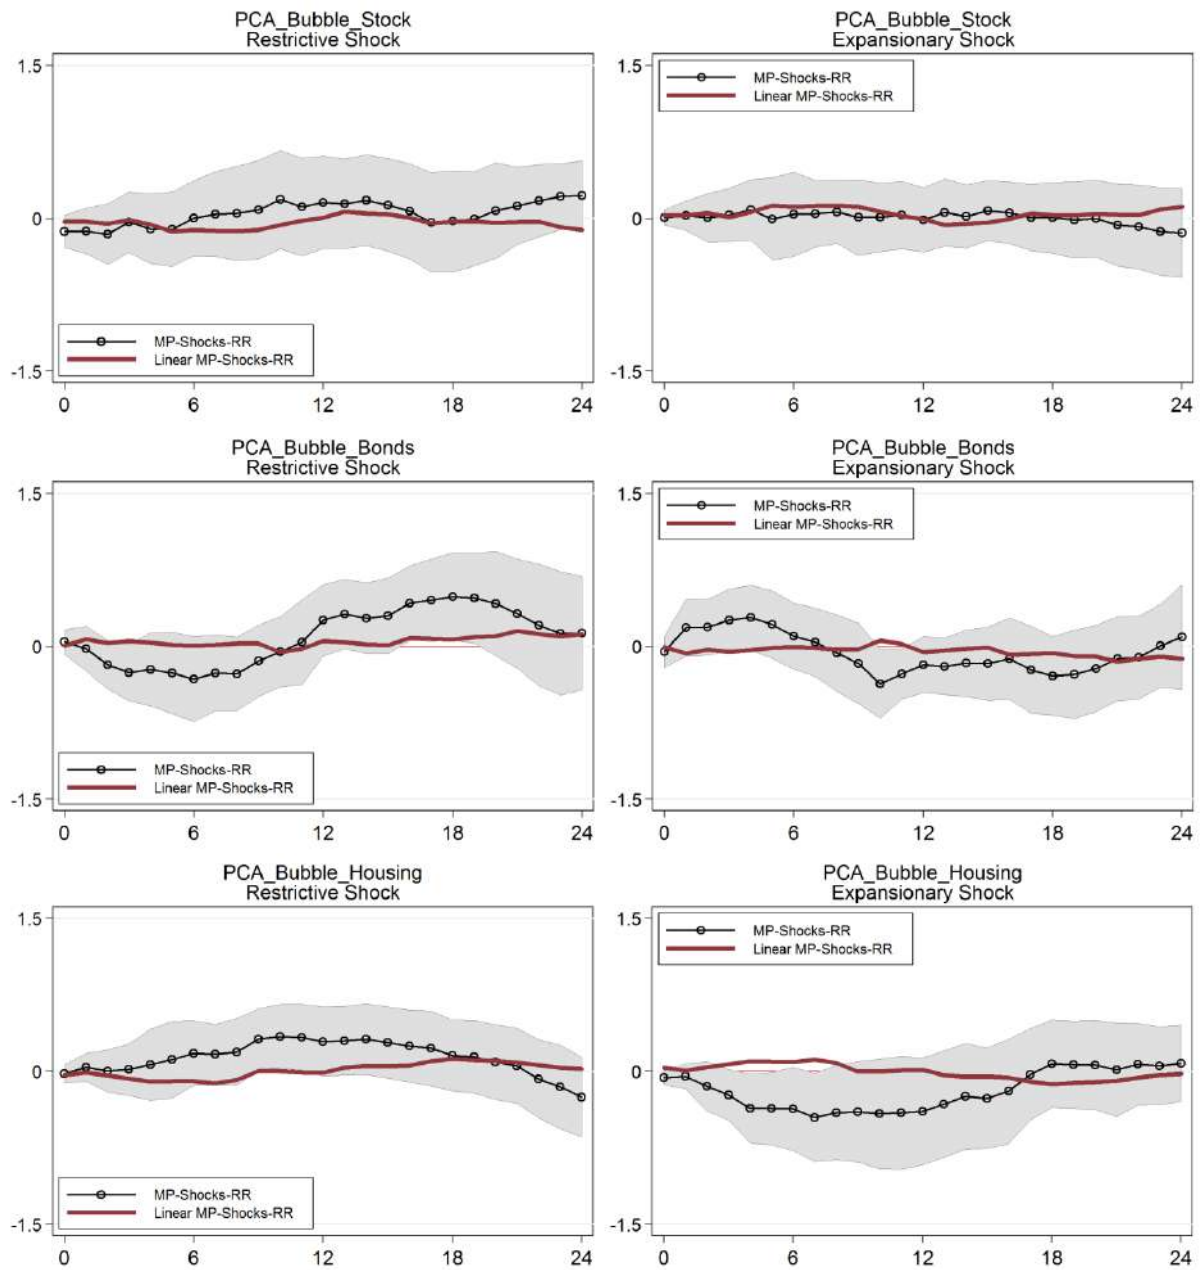 PCA_Bubble_Stock
Restrictive Shock
1.5
0
-1.5
MP-Shocks-RR
Linear MP-Shocks-RR
0 6 12 18 24
PCA_Bubble_Stock
Expansionary Shock
1.5
0
-1.5
MP-Shocks-RR
Linear MP-Shocks-RR
0 6 12 18 24
PCA_Bubble_Bonds
Restrictive Shock
1.5
0
-1.5
MP-Shocks-RR
Linear MP-Shocks-RR
0 6 12 18 24
PCA_Bubble_Bonds
Expansionary Shock
1.5
0
-1.5
MP-Shocks-RR
Linear MP-Shocks-RR
0 6 12 18 24
PCA_Bubble_Housing
Restrictive Shock
1.5
0
-1.5
MP-Shocks-RR
Linear MP-Shocks-RR
0 6 12 18 24
PCA_Bubble_Housing
Expansionary Shock
1.5
0
-1.5
MP-Shocks-RR
Linear MP-Shocks-RR
0 6 12 18 24